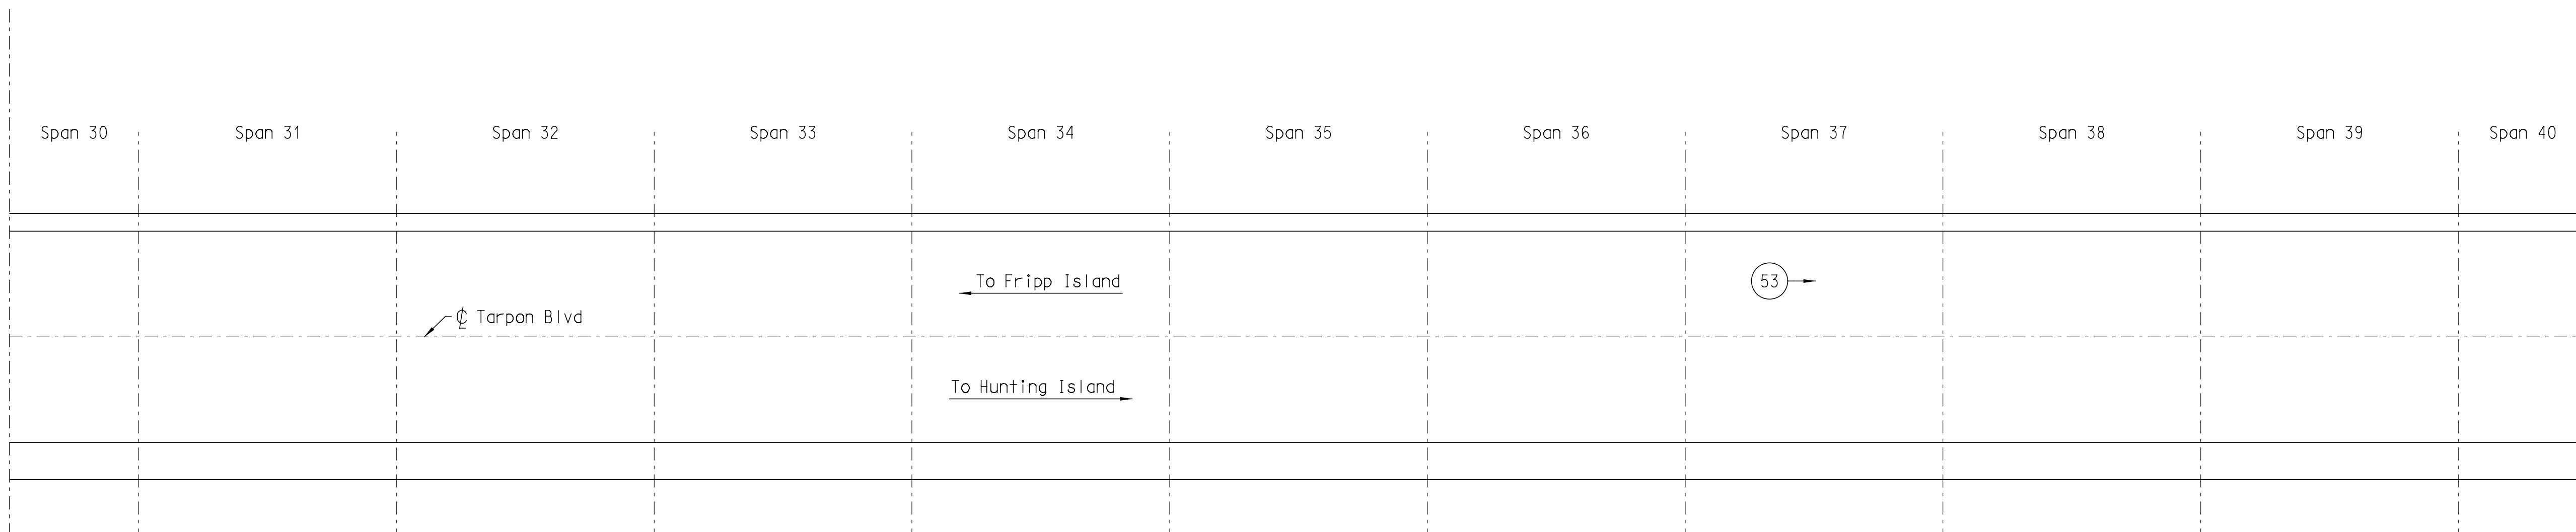 Span 30
Span 31
Span 32
Span 33
Span 34
Span 35
Span 36
Span 37
Span 38
Span 39
Span 40
To Fripp Island
53
℄ Tarpon Blvd
To Hunting Island